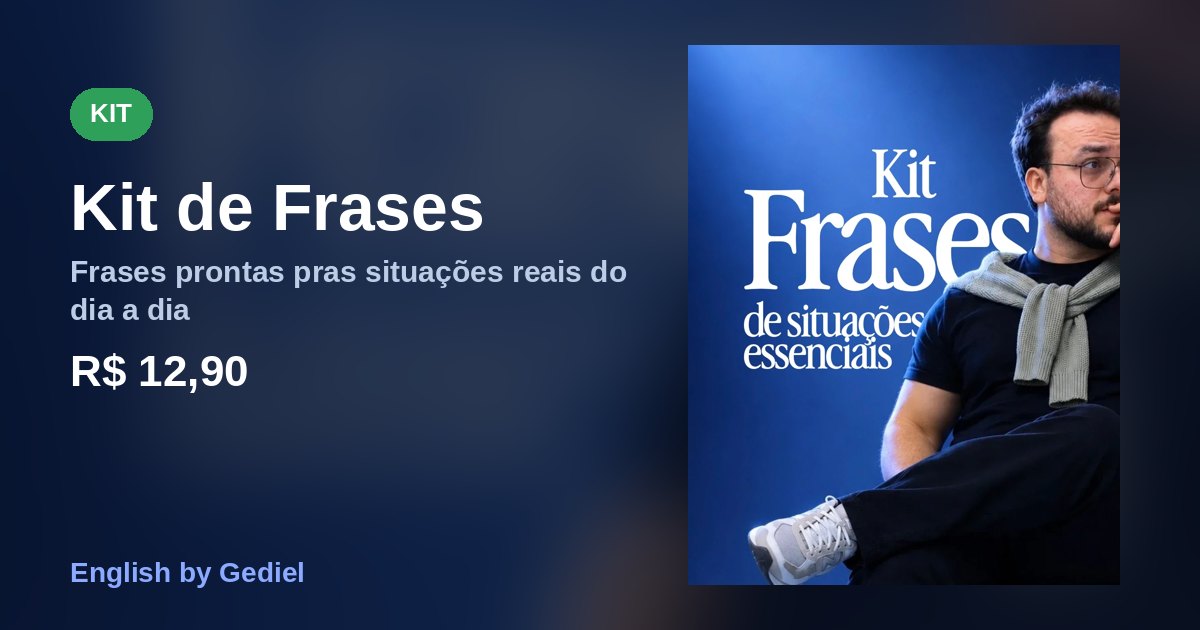 KIT
Kit de Frases
Frases prontas pras situações reais do
dia a dia
R$ 12,90
English by Gediel
Kit
Frases
de situações
essenciais